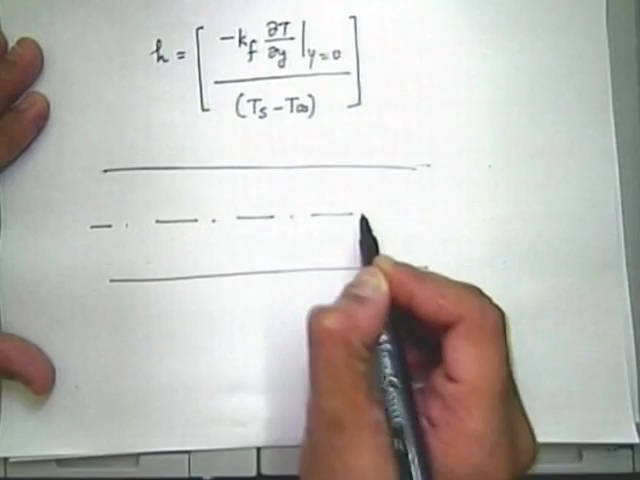 h = [ -k_f ∂T/∂y |_{y=0} / (T_s - T_∞) ]